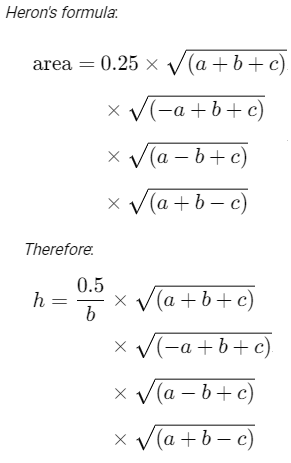 Heron's formula:
area = 0.25 × √(a + b + c)
× √(−a + b + c)
× √(a − b + c)
× √(a + b − c)
Therefore:
h = 0.5/b × √(a + b + c)
× √(−a + b + c)
× √(a − b + c)
× √(a + b − c)